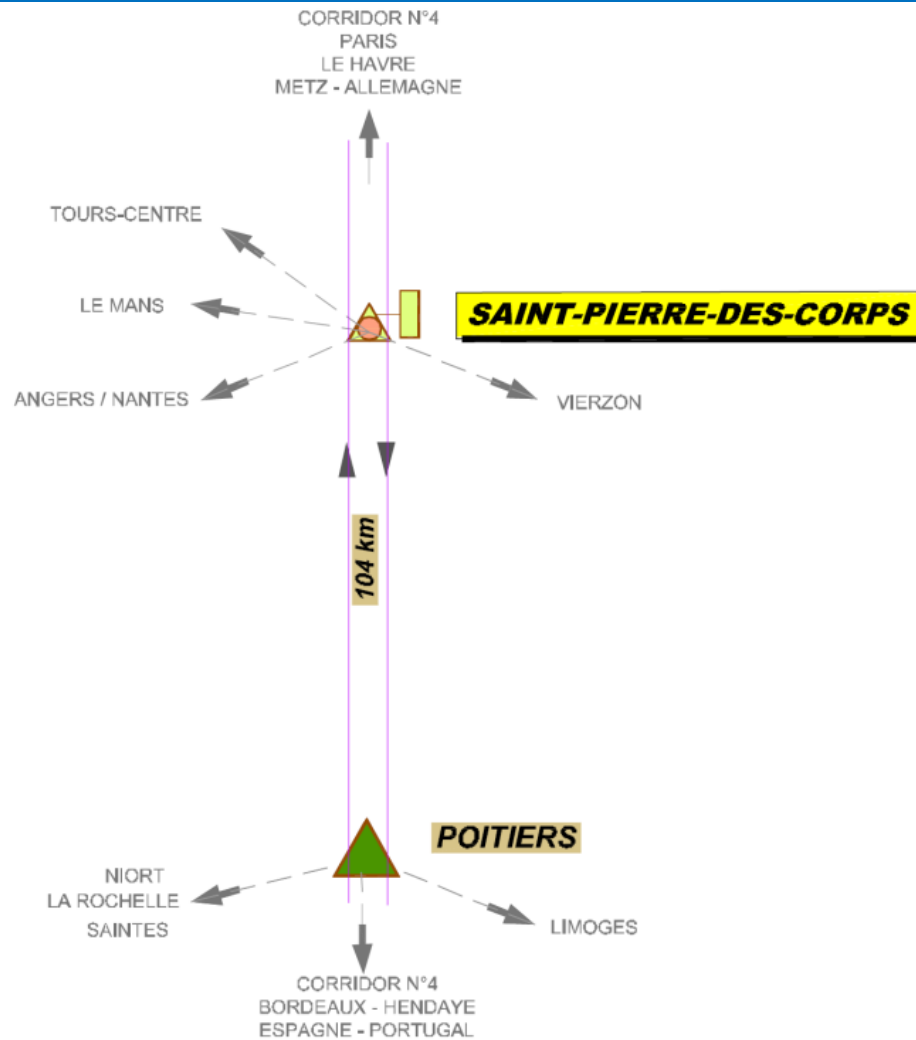 CORRIDOR N°4
PARIS
LE HAVRE
METZ - ALLEMAGNE
TOURS-CENTRE
LE MANS
SAINT-PIERRE-DES-CORPS
ANGERS / NANTES
VIERZON
104 km
POITIERS
NIORT
LA ROCHELLE
SAINTES
LIMOGES
CORRIDOR N°4
BORDEAUX - HENDAYE
ESPAGNE - PORTUGAL